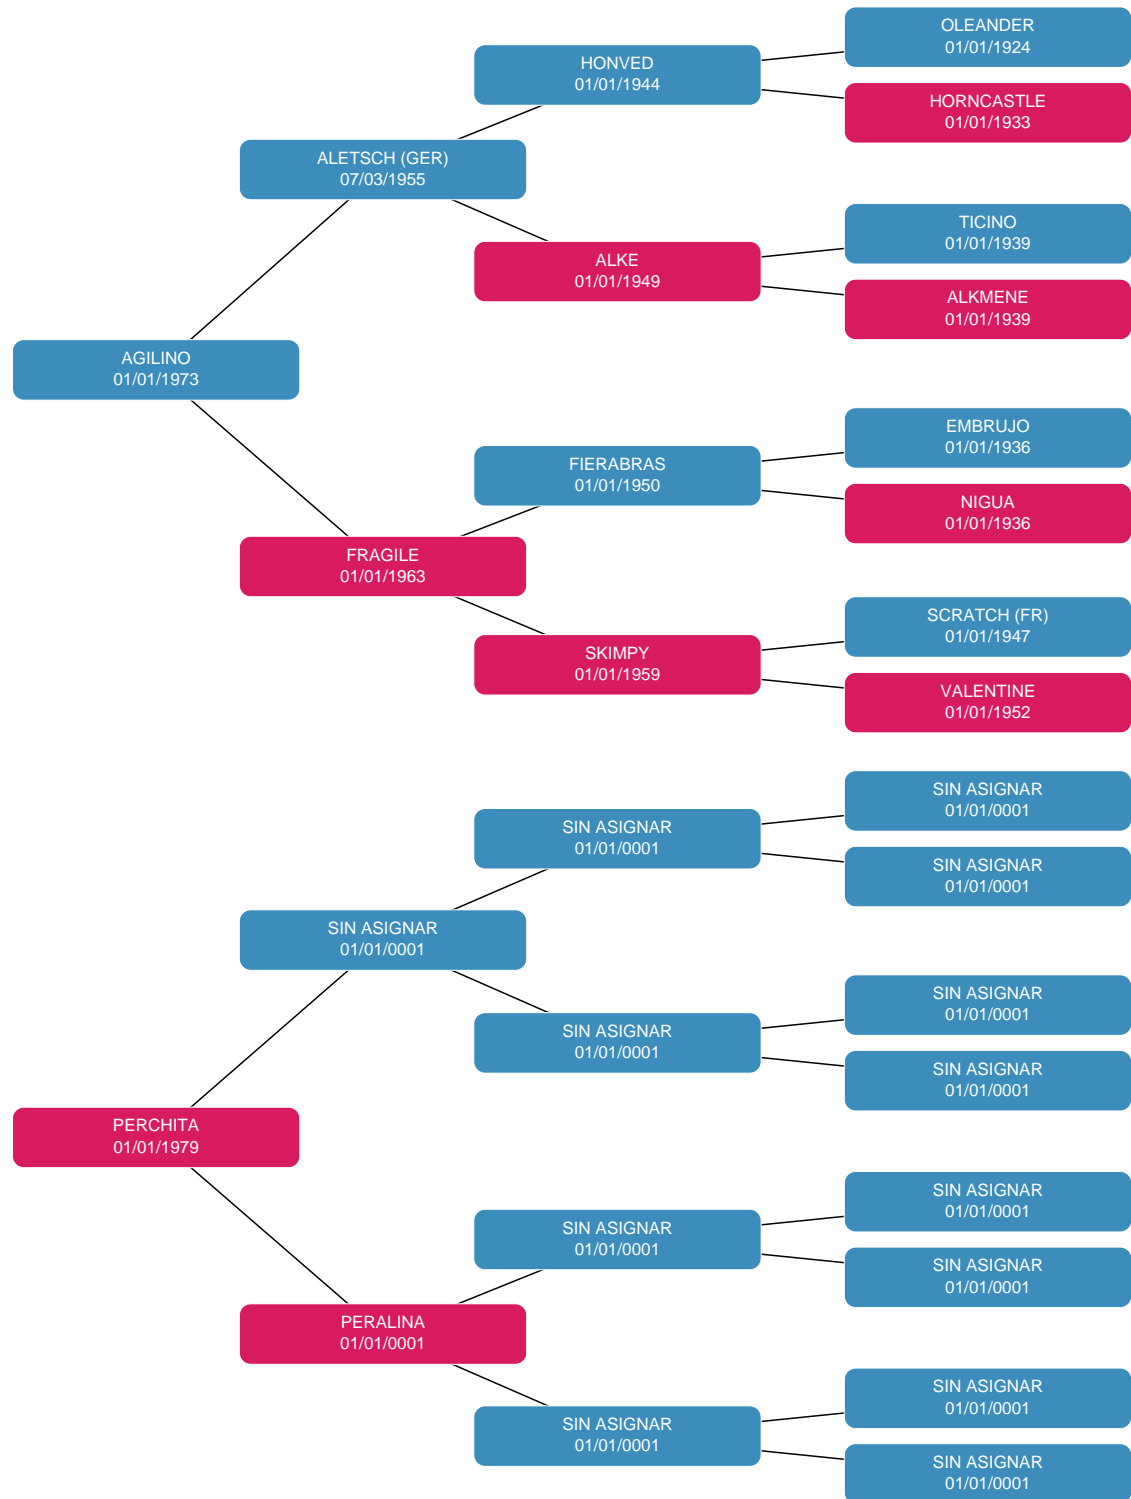 OLEANDER
01/01/1924
HONVED
01/01/1944
HORNCASTLE
01/01/1933
ALETSCH (GER)
07/03/1955
TICINO
01/01/1939
ALKE
01/01/1949
ALKMENE
01/01/1939
AGILINO
01/01/1973
EMBRUJO
01/01/1936
FIERABRAS
01/01/1950
NIGUA
01/01/1936
FRAGILE
01/01/1963
SCRATCH (FR)
01/01/1947
SKIMPY
01/01/1959
VALENTINE
01/01/1952
SIN ASIGNAR
01/01/0001
SIN ASIGNAR
01/01/0001
SIN ASIGNAR
01/01/0001
SIN ASIGNAR
01/01/0001
SIN ASIGNAR
01/01/0001
SIN ASIGNAR
01/01/0001
SIN ASIGNAR
01/01/0001
PERCHITA
01/01/1979
SIN ASIGNAR
01/01/0001
SIN ASIGNAR
01/01/0001
SIN ASIGNAR
01/01/0001
PERALINA
01/01/0001
SIN ASIGNAR
01/01/0001
SIN ASIGNAR
01/01/0001
SIN ASIGNAR
01/01/0001